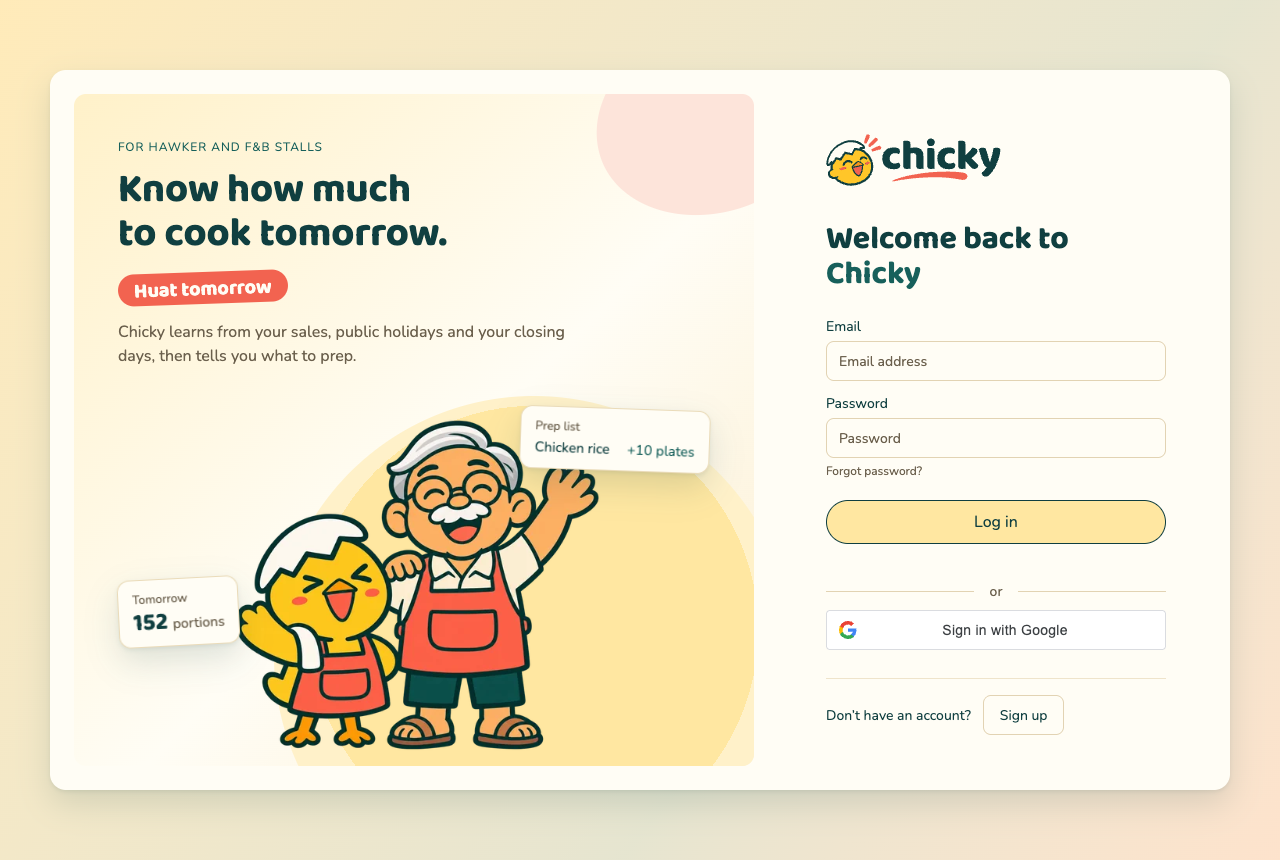 FOR HAWKER AND F&B STALLS
Know how much
to cook tomorrow.
Huat tomorrow
Chicky learns from your sales, public holidays and your closing
days, then tells you what to prep.
Prep list
Chicken rice +10 plates
Tomorrow
152 portions
chicky
Welcome back to
Chicky
Email
Email address
Password
Password
Forgot password?
Log in
or
Sign in with Google
Don't have an account? Sign up